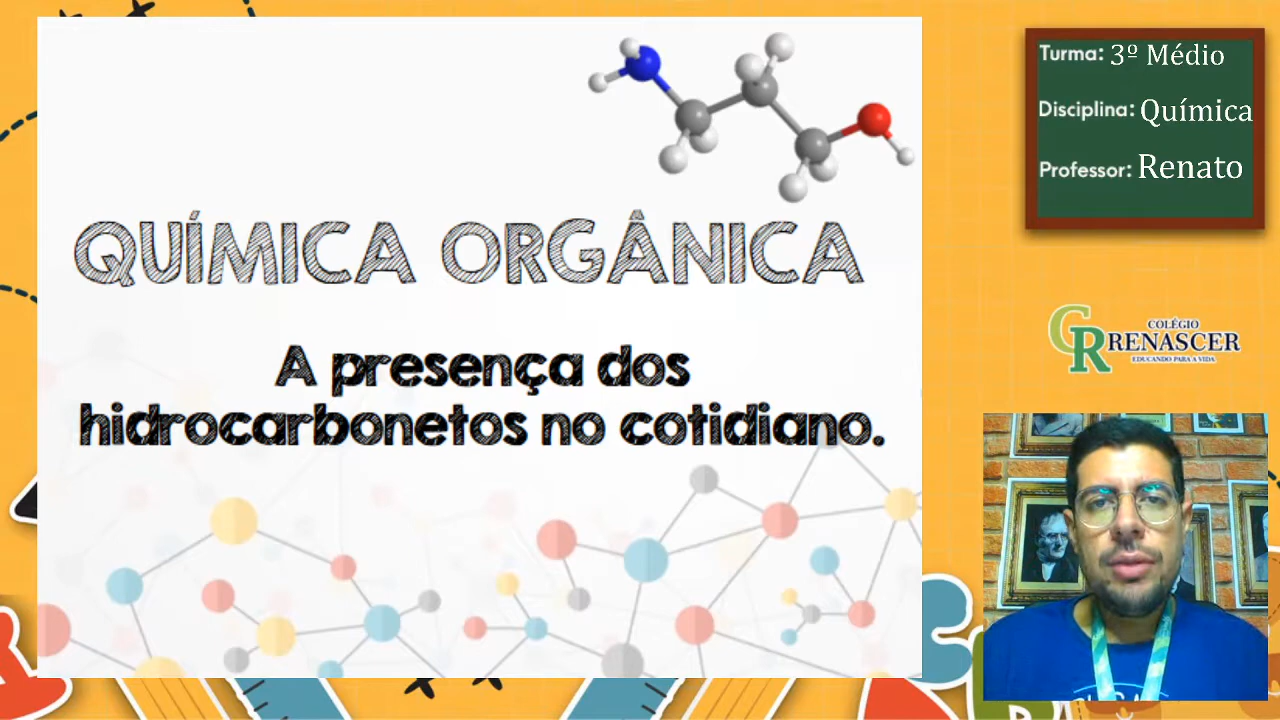 QUÍMICA ORGÂNICA
A presença dos
hidrocarbonetos no cotidiano.
Turma: 3º Médio
Disciplina: Química
Professor: Renato
CR
COLÉGIO
RENASCER
EDUCANDO PARA A VIDA